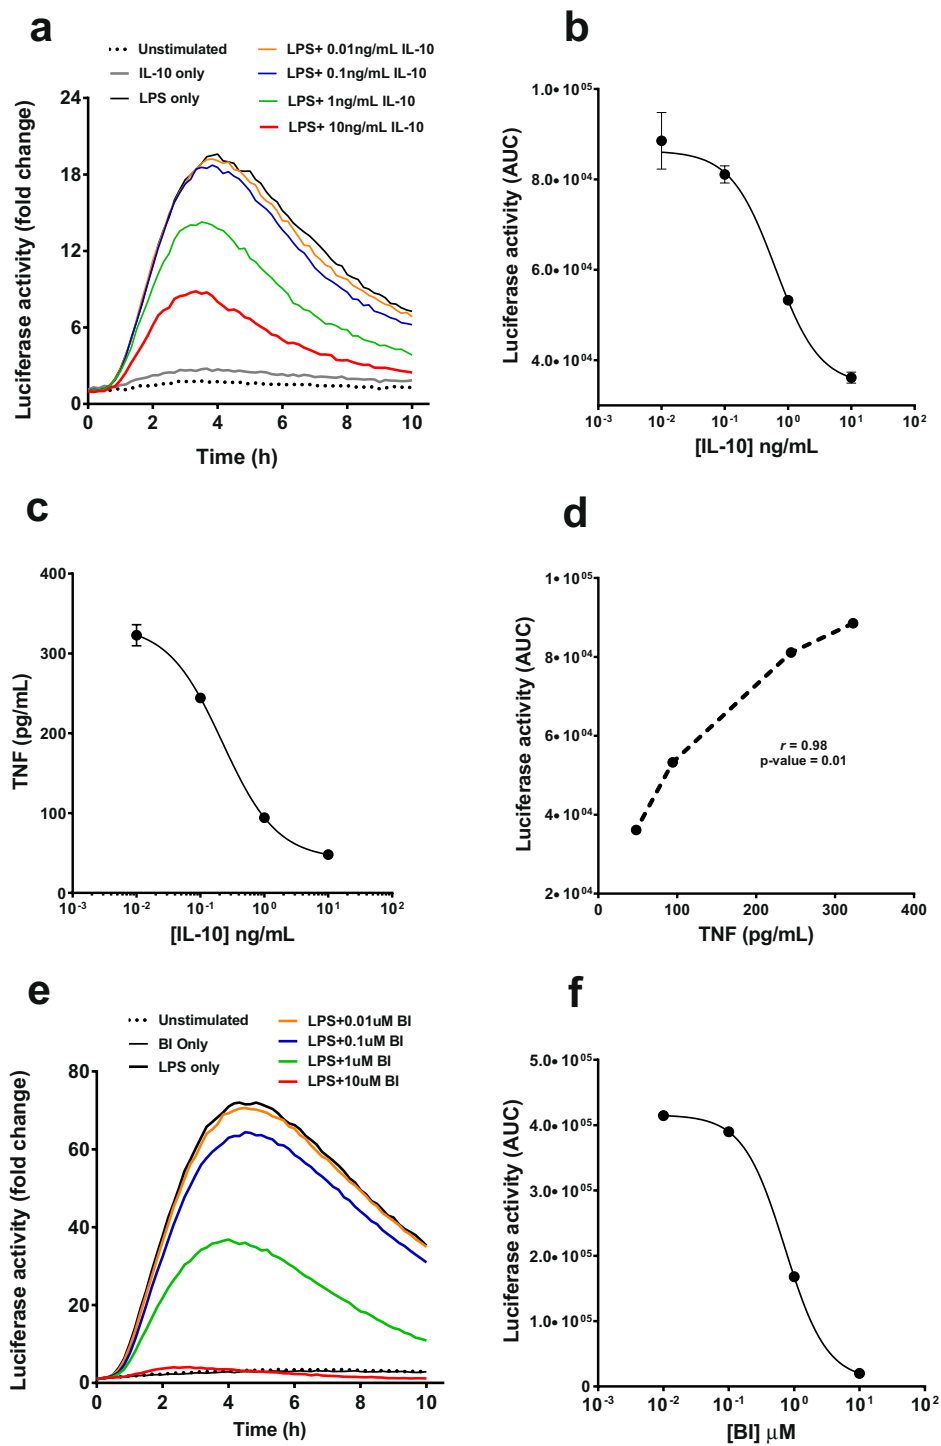 a
Unstimulated
IL-10 only
LPS only
LPS+ 0.01ng/mL IL-10
LPS+ 0.1ng/mL IL-10
LPS+ 1ng/mL IL-10
LPS+ 10ng/mL IL-10
Luciferase activity (fold change)
24
18
12
6
0
0 2 4 6 8 10
Time (h)
b
Luciferase activity (AUC)
1.0•10⁰⁵
8.0•10⁰⁴
6.0•10⁰⁴
4.0•10⁰⁴
10⁻³ 10⁻² 10⁻¹ 10⁰ 10¹ 10²
[IL-10] ng/mL
c
TNF (pg/mL)
400
300
200
100
0
10⁻³ 10⁻² 10⁻¹ 10⁰ 10¹ 10²
[IL-10] ng/mL
d
Luciferase activity (AUC)
1•10⁰⁵
8•10⁰⁴
6•10⁰⁴
4•10⁰⁴
2•10⁰⁴
r = 0.98
p-value = 0.01
0 100 200 300 400
TNF (pg/mL)
e
Unstimulated
BI Only
LPS only
LPS+0.01uM BI
LPS+0.1uM BI
LPS+1uM BI
LPS+10uM BI
Luciferase activity (fold change)
80
60
40
20
0
0 2 4 6 8 10
Time (h)
f
Luciferase activity (AUC)
5.0•10⁰⁵
4.0•10⁰⁵
3.0•10⁰⁵
2.0•10⁰⁵
1.0•10⁰⁵
0
10⁻³ 10⁻² 10⁻¹ 10⁰ 10¹ 10²
[BI] μM